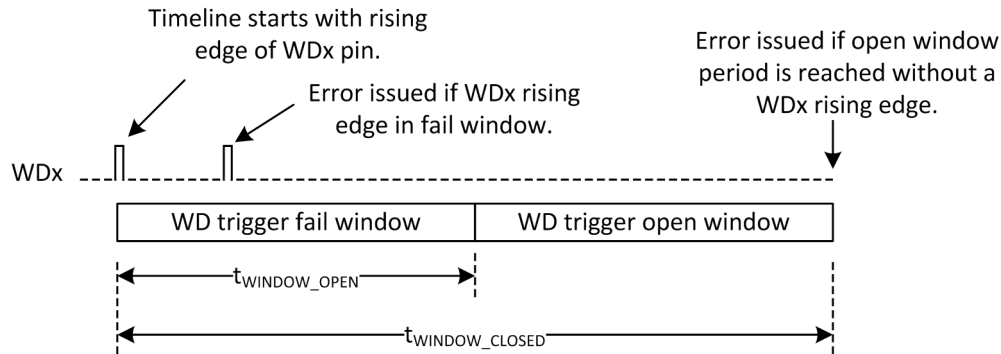 Timeline starts with rising
edge of WDx pin.
Error issued if open window
period is reached without a
WDx rising edge.
Error issued if WDx rising
edge in fail window.
WDx
WD trigger fail window
WD trigger open window
tWINDOW_OPEN
tWINDOW_CLOSED